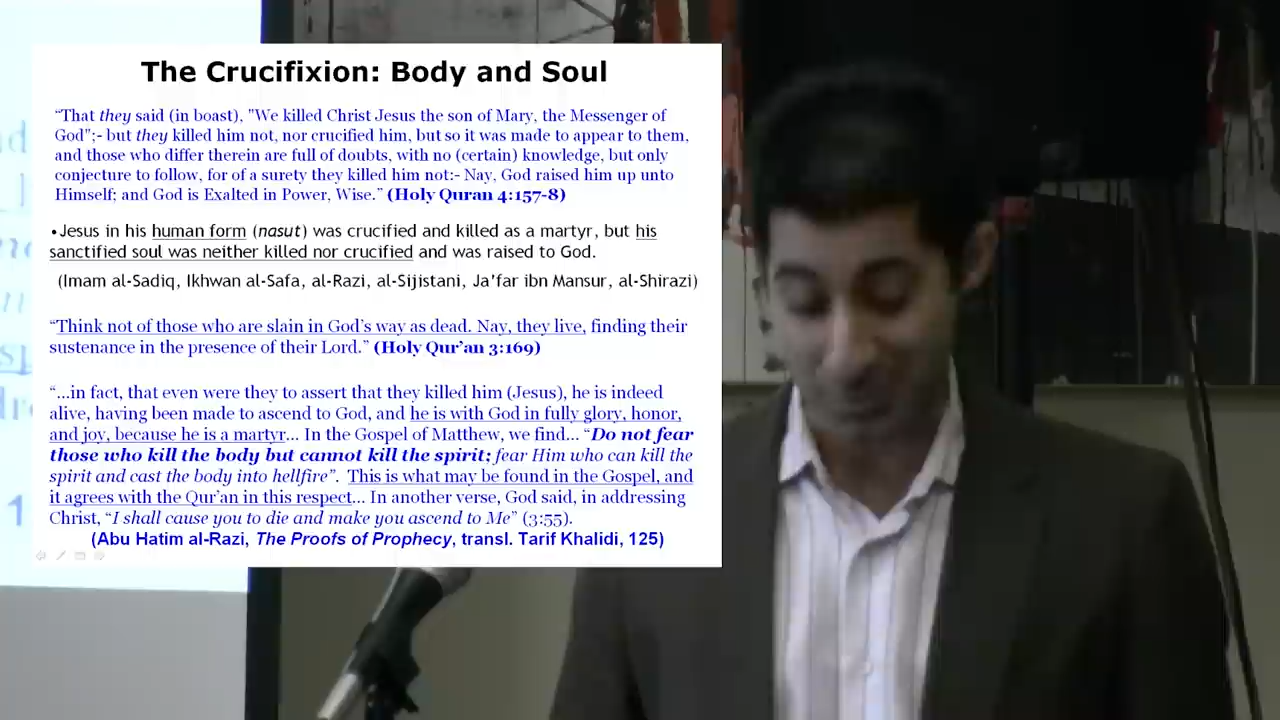 The Crucifixion: Body and Soul
“That they said (in boast), "We killed Christ Jesus the son of Mary, the Messenger of
God";- but they killed him not, nor crucified him, but so it was made to appear to them,
and those who differ therein are full of doubts, with no (certain) knowledge, but only
conjecture to follow, for of a surety they killed him not:- Nay, God raised him up unto
Himself; and God is Exalted in Power, Wise.” (Holy Quran 4:157-8)
•Jesus in his human form (nasut) was crucified and killed as a martyr, but his
sanctified soul was neither killed nor crucified and was raised to God.
(Imam al-Sadiq, Ikhwan al-Safa, al-Razi, al-Sijistani, Ja’far ibn Mansur, al-Shirazi)
“Think not of those who are slain in God’s way as dead. Nay, they live, finding their
sustenance in the presence of their Lord.” (Holy Qur’an 3:169)
“...in fact, that even were they to assert that they killed him (Jesus), he is indeed
alive, having been made to ascend to God, and he is with God in fully glory, honor,
and joy, because he is a martyr... In the Gospel of Matthew, we find... “Do not fear
those who kill the body but cannot kill the spirit; fear Him who can kill the
spirit and cast the body into hellfire”. This is what may be found in the Gospel, and
it agrees with the Qur’an in this respect... In another verse, God said, in addressing
Christ, “I shall cause you to die and make you ascend to Me” (3:55).
(Abu Hatim al-Razi, The Proofs of Prophecy, transl. Tarif Khalidi, 125)